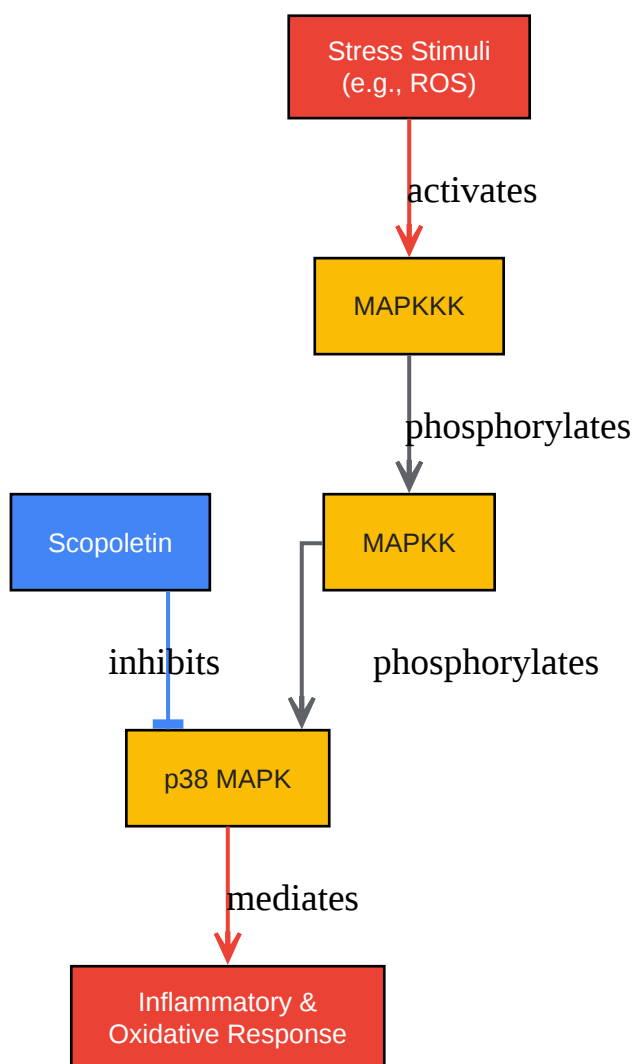 Stress Stimuli
(e.g., ROS)
activates
MAPKKK
phosphorylates
Scopoletin
MAPKK
inhibits
phosphorylates
p38 MAPK
mediates
Inflammatory &
Oxidative Response